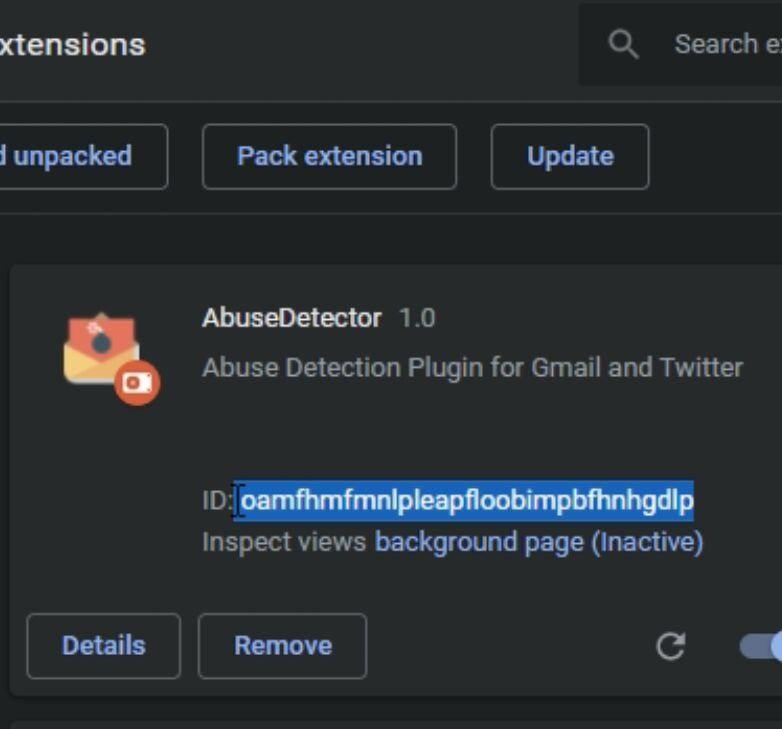 xtensions
Search e
d unpacked
Pack extension
Update
AbuseDetector 1.0
Abuse Detection Plugin for Gmail and Twitter
ID: oamfhmfmnlpleapfloobimpbfhnhgdlp
Inspect views background page (Inactive)
Details
Remove